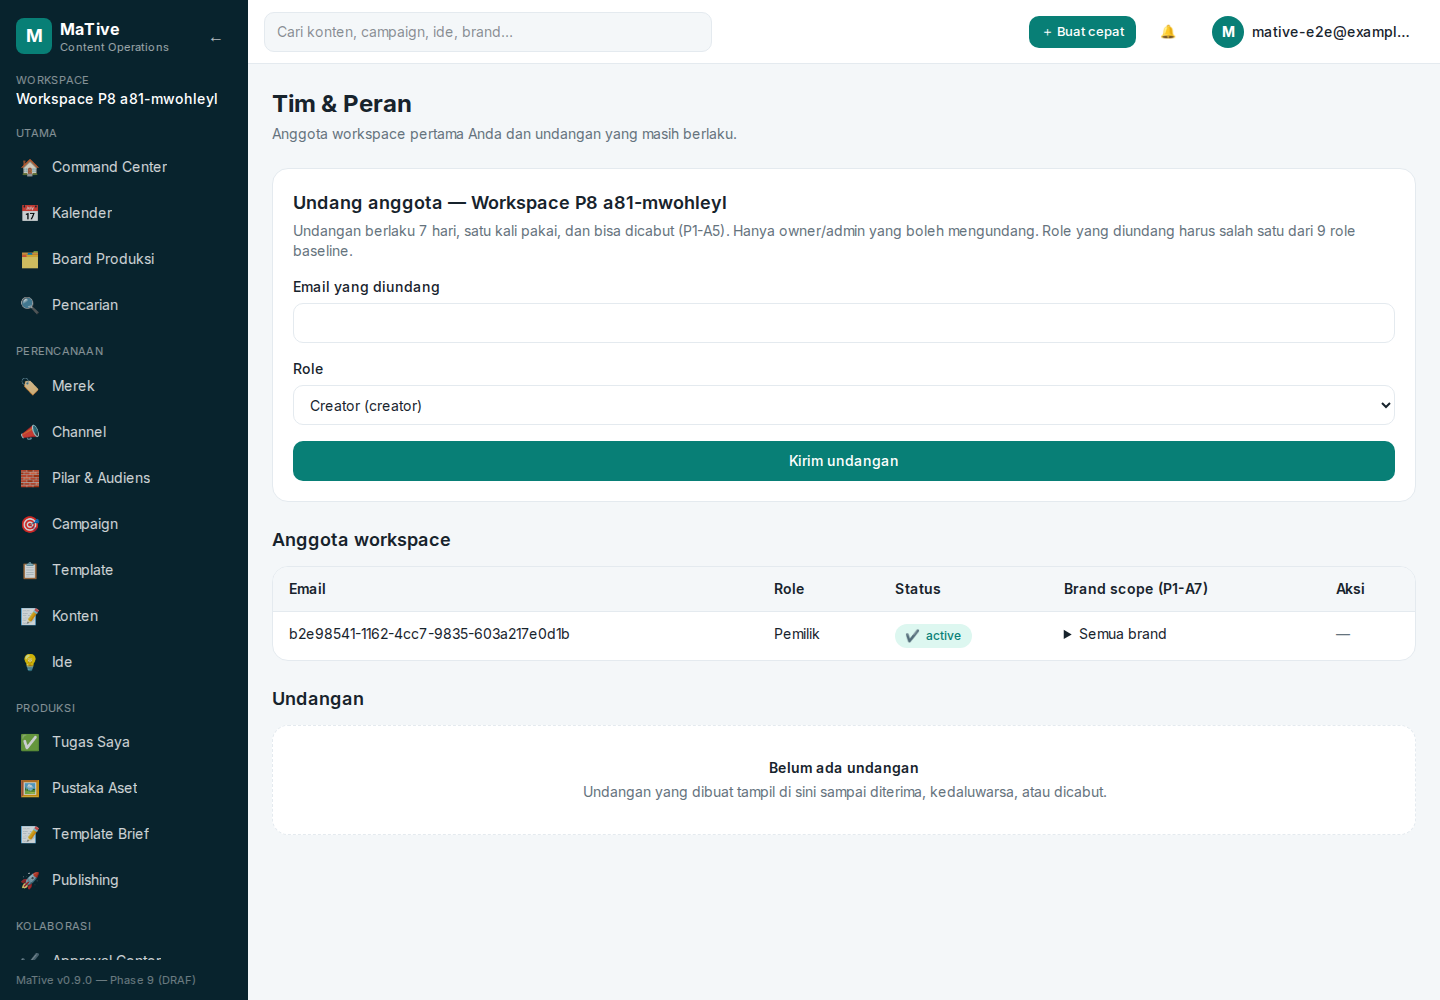 M
MaTive
Content Operations
←
WORKSPACE
Workspace P8 a81-mwohleyl
UTAMA
Command Center
Kalender
Board Produksi
Pencarian
PERENCANAAN
Merek
Channel
Pilar & Audiens
Campaign
Template
Konten
Ide
PRODUKSI
Tugas Saya
Pustaka Aset
Template Brief
Publishing
KOLABORASI
Approval Center
MaTive v0.9.0 — Phase 9 (DRAF)
Cari konten, campaign, ide, brand...
+ Buat cepat
M
mative-e2e@exampl...
Tim & Peran
Anggota workspace pertama Anda dan undangan yang masih berlaku.
Undang anggota — Workspace P8 a81-mwohleyl
Undangan berlaku 7 hari, satu kali pakai, dan bisa dicabut (P1-A5). Hanya owner/admin yang boleh mengundang. Role yang diundang harus salah satu dari 9 role
baseline.
Email yang diundang
Role
Creator (creator)
Kirim undangan
Anggota workspace
Email Role Status Brand scope (P1-A7) Aksi
b2e98541-1162-4cc7-9835-603a217e0d1b Pemilik ✔ active ▶ Semua brand —
Undangan
Belum ada undangan
Undangan yang dibuat tampil di sini sampai diterima, kedaluwarsa, atau dicabut.